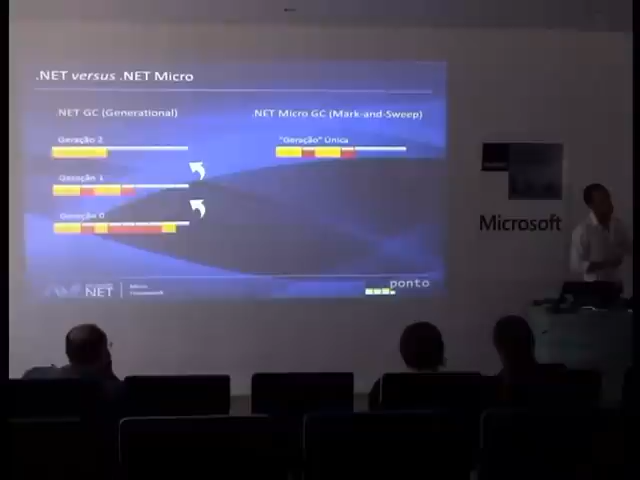 .NET versus .NET Micro
.NET GC (Generational)
.NET Micro GC (Mark-and-Sweep)
Geração 2
"Geração" Única
Geração 1
Geração 0
Microsoft
NET
ponto